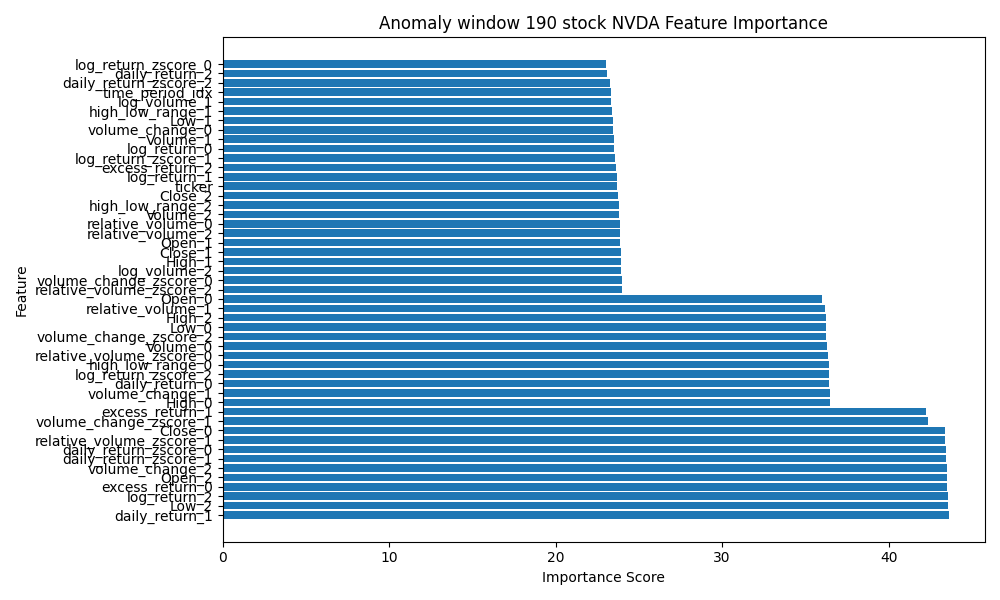 Anomaly window 190 stock NVDA Feature Importance
log_return_zscore_0
daily_return_2
daily_return_zscore_2
time_period_idx
log_volume_1
high_low_range_1
Low_1
volume_change_0
Volume_1
log_return_0
log_return_zscore_1
excess_return_2
log_return_1
ticker
Close_2
high_low_range_2
Volume_2
relative_volume_0
relative_volume_2
Open_1
Close_1
High_1
log_volume_2
volume_change_zscore_0
relative_volume_zscore_2
Open_0
relative_volume_1
High_2
Low_0
volume_change_zscore_2
Volume_0
relative_volume_zscore_0
high_low_range_0
log_return_zscore_2
daily_return_0
volume_change_1
High_0
excess_return_1
volume_change_zscore_1
Close_0
relative_volume_zscore_1
daily_return_zscore_0
daily_return_zscore_1
volume_change_2
Open_2
excess_return_0
log_return_2
Low_2
daily_return_1
Feature
0 10 20 30 40
Importance Score